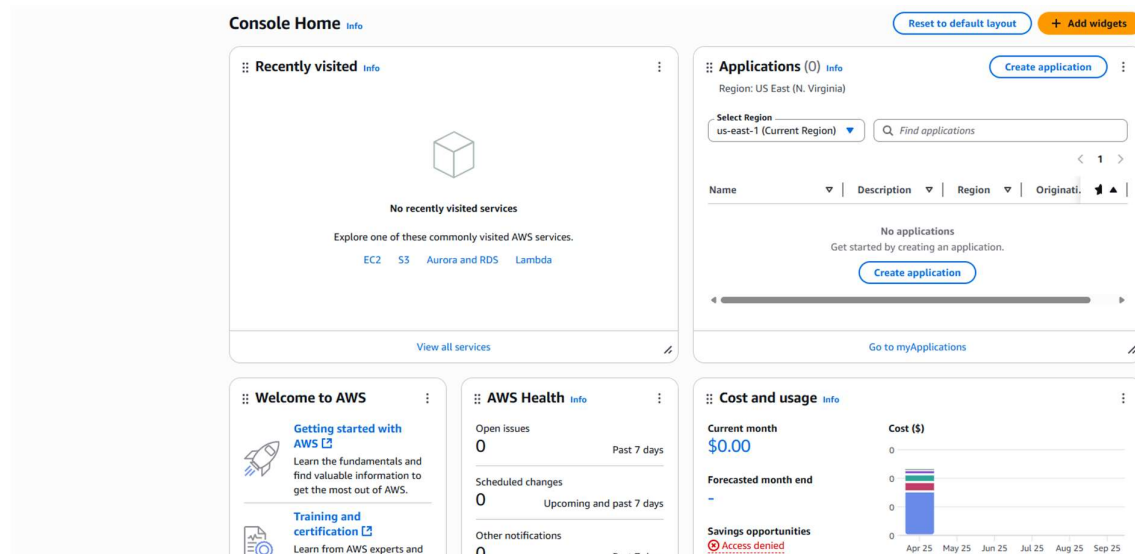 Console Home Info
Reset to default layout
+ Add widgets
Recently visited Info
No recently visited services
Explore one of these commonly visited AWS services.
EC2 S3 Aurora and RDS Lambda
View all services
Applications (0) Info
Create application
Region: US East (N. Virginia)
Select Region
us-east-1 (Current Region)
Find applications
1
Name Description Region Originati.
No applications
Get started by creating an application.
Create application
Go to myApplications
Welcome to AWS
Getting started with
AWS
Learn the fundamentals and
find valuable information to
get the most out of AWS.
Training and
certification
Learn from AWS experts and
AWS Health Info
Open issues
0 Past 7 days
Scheduled changes
0 Upcoming and past 7 days
Other notifications
0
Cost and usage Info
Current month
$0.00
Forecasted month end
-
Savings opportunities
Access denied
Cost ($)
0
0
0
0
Apr 25 May 25 Jun 25 Jul 25 Aug 25 Sep 25